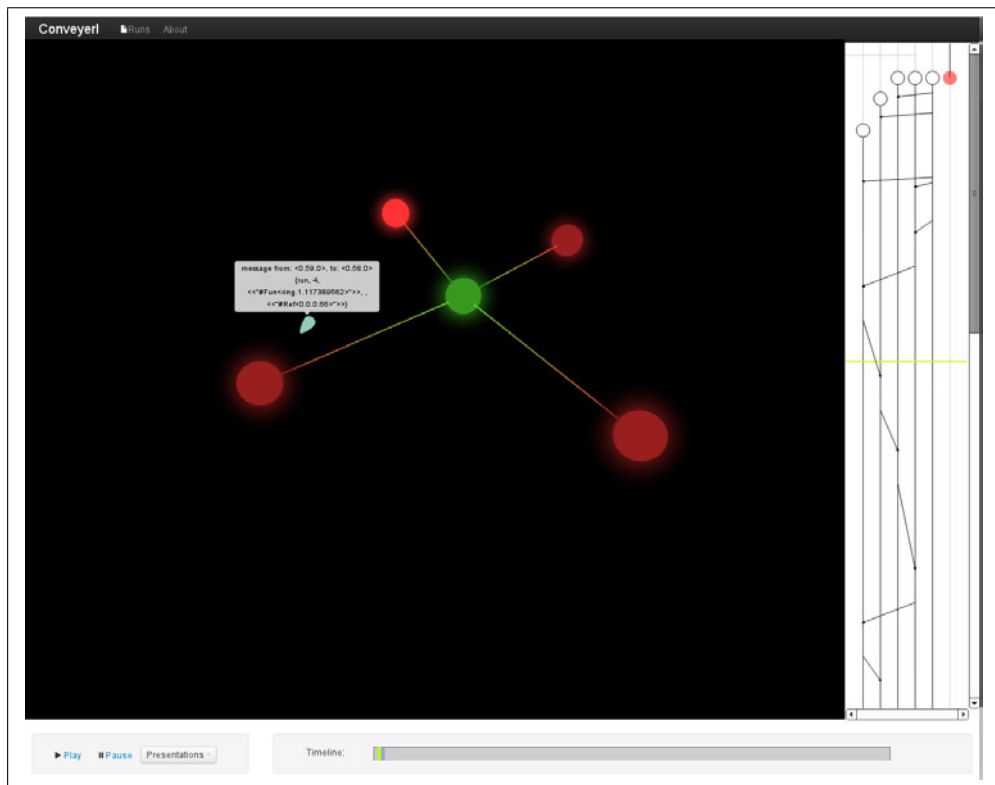 Conveyerl Runs About
message from: <0.59.0>, to: <0.58.0>
{run, 4,
<<"#Fun<ring.1.117389562>">>, ,
<<"#Ref<0.0.0.66>">>}
Play Pause Presentations Timeline: